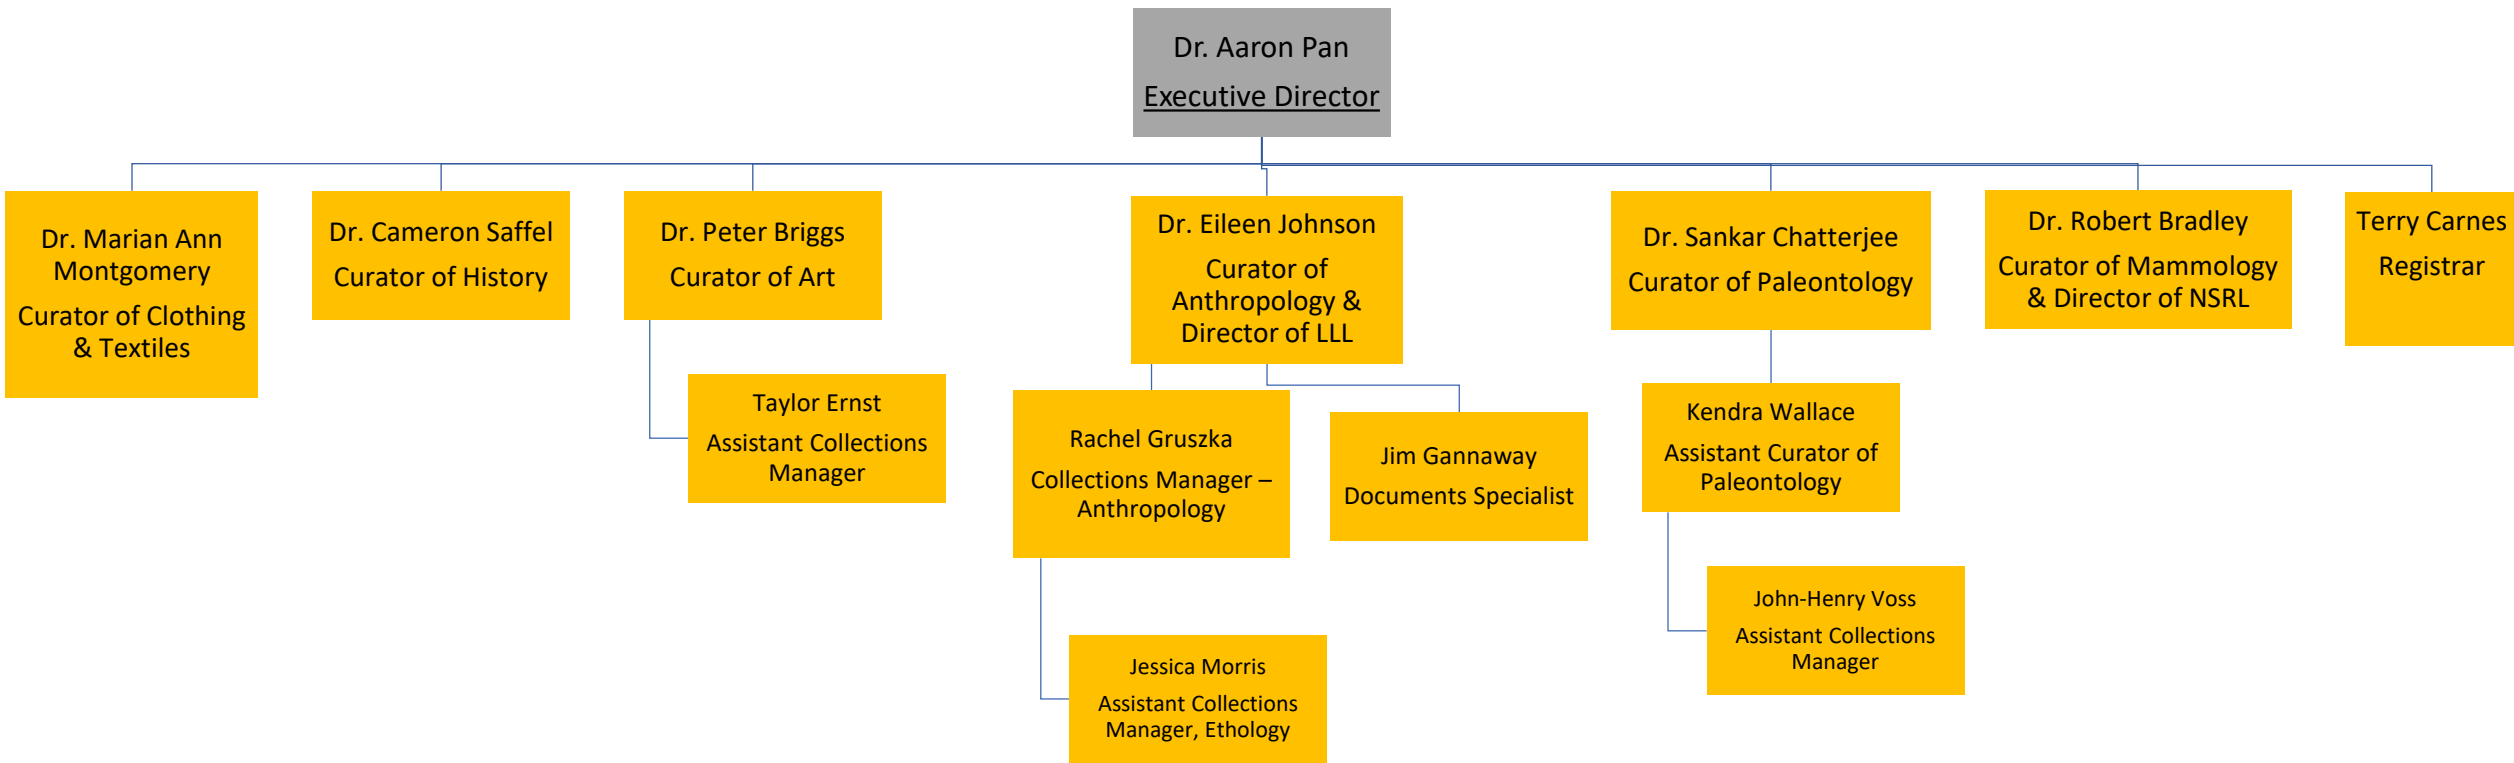 Dr. Aaron Pan
Executive Director
Dr. Marian Ann
Montgomery
Curator of Clothing
& Textiles
Dr. Cameron Saffel
Curator of History
Dr. Peter Briggs
Curator of Art
Dr. Eileen Johnson
Curator of
Anthropology &
Director of LLL
Dr. Sankar Chatterjee
Curator of Paleontology
Dr. Robert Bradley
Curator of Mammology
& Director of NSRL
Terry Carnes
Registrar
Taylor Ernst
Assistant Collections
Manager
Rachel Gruszka
Collections Manager –
Anthropology
Jim Gannaway
Documents Specialist
Kendra Wallace
Assistant Curator of
Paleontology
Jessica Morris
Assistant Collections
Manager, Ethology
John-Henry Voss
Assistant Collections
Manager